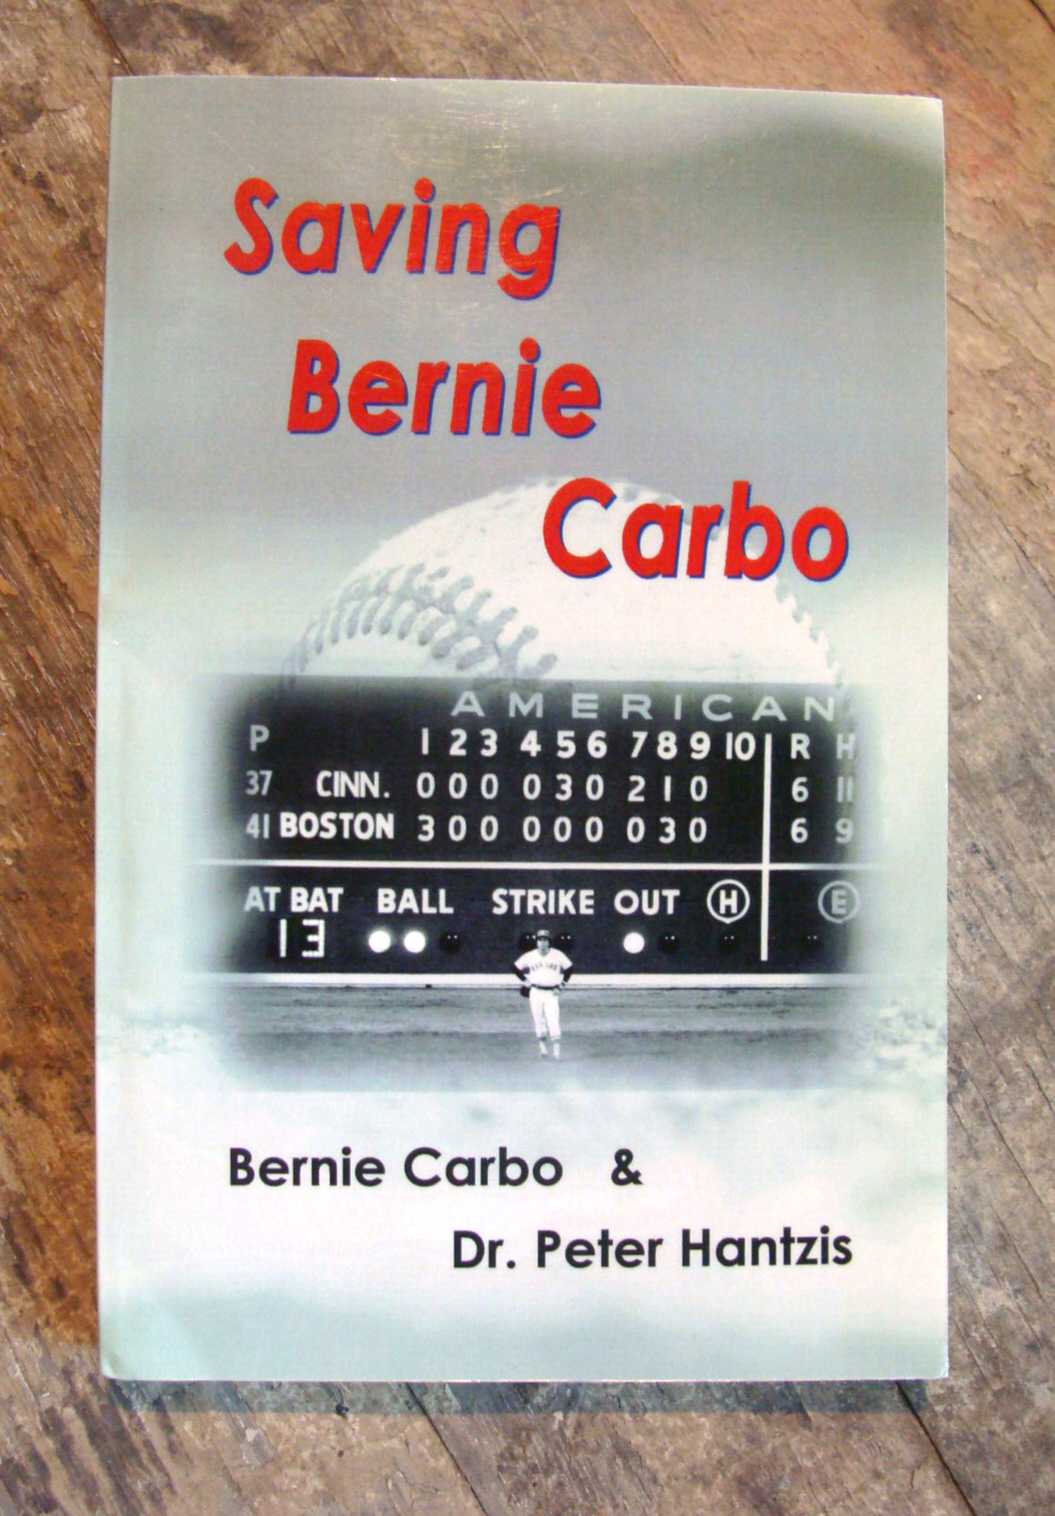 Saving
Bernie
Carbo
AMERICAN
P 1 2 3 4 5 6 7 8 9 10 R H
37 CINN. 0 0 0 0 3 0 2 1 0 6 11
41 BOSTON 3 0 0 0 0 0 0 3 0 6 9
AT BAT BALL STRIKE OUT H E
13
Bernie Carbo &
Dr. Peter Hantzis